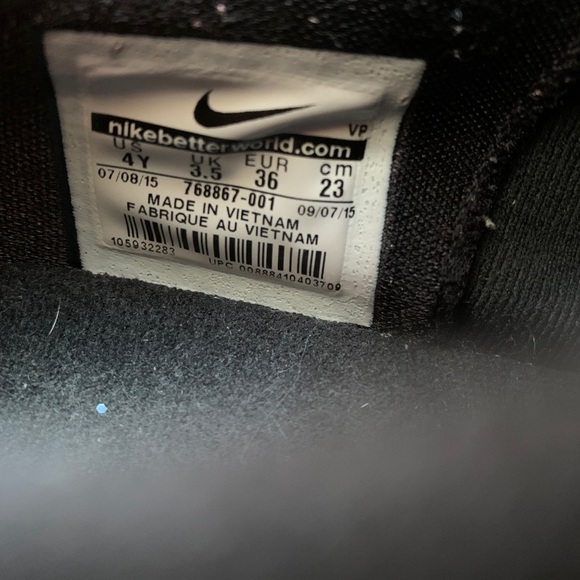 VP
nikebetterworld.com
US UK EUR cm
4Y 3.5 36 23
07/08/15 768867-001 09/07/15
MADE IN VIETNAM
FABRIQUE AU VIETNAM
105932283 UPC 00888410403709